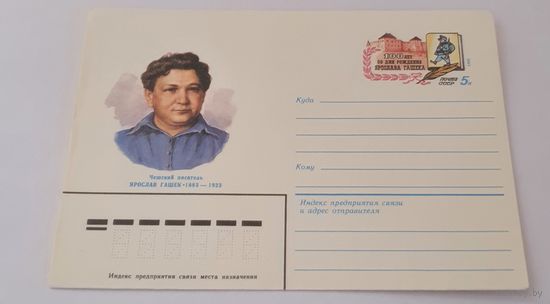 100 ЛЕТ
СО ДНЯ РОЖДЕНИЯ
ЯРОСЛАВА ГАШЕКА
ПОЧТА
СССР
5к
Куда
Чешский писатель
ЯРОСЛАВ ГАШЕК • 1883 — 1923
Кому
Индекс предприятия связи
и адрес отправителя
Индекс предприятия связи места назначения